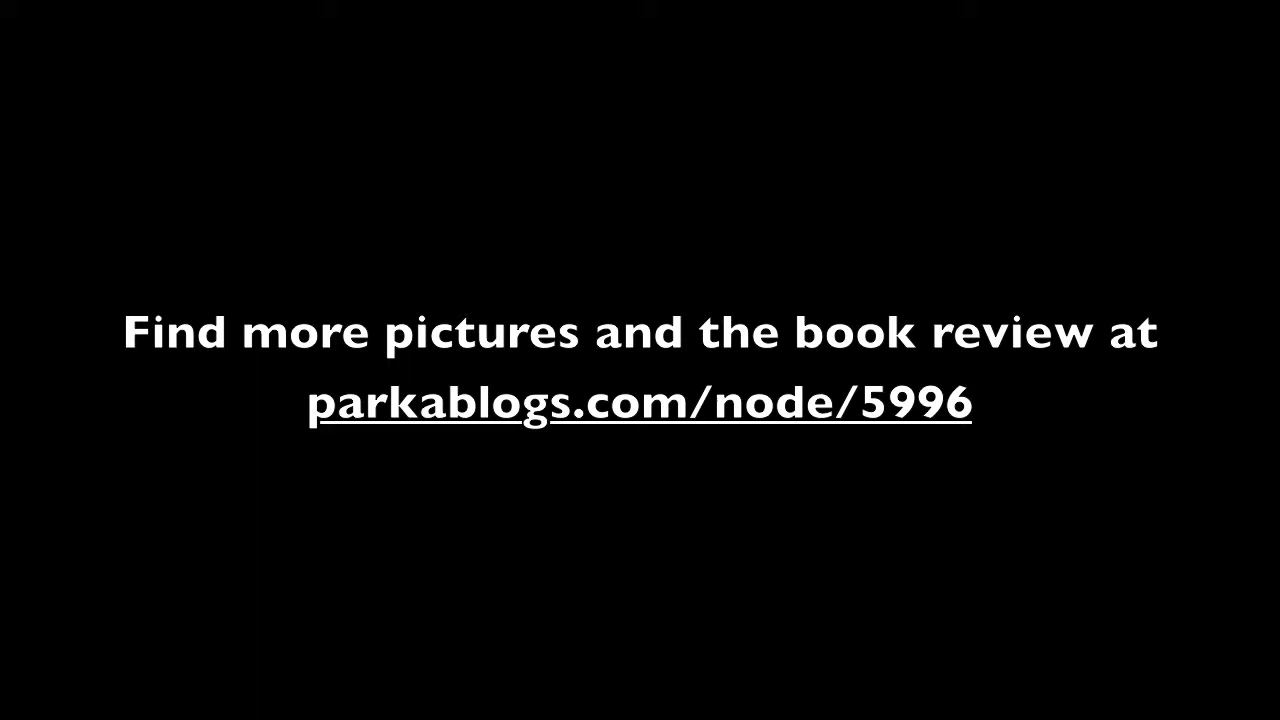 Find more pictures and the book review at
parkablogs.com/node/5996